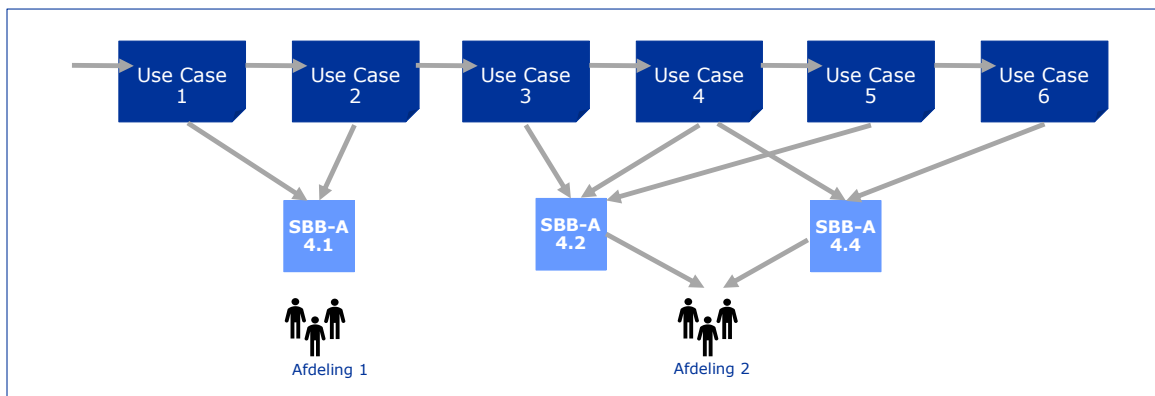 Use Case
1
Use Case
2
Use Case
3
Use Case
4
Use Case
5
Use Case
6
SBB-A
4.1
SBB-A
4.2
SBB-A
4.4
Afdeling 1
Afdeling 2